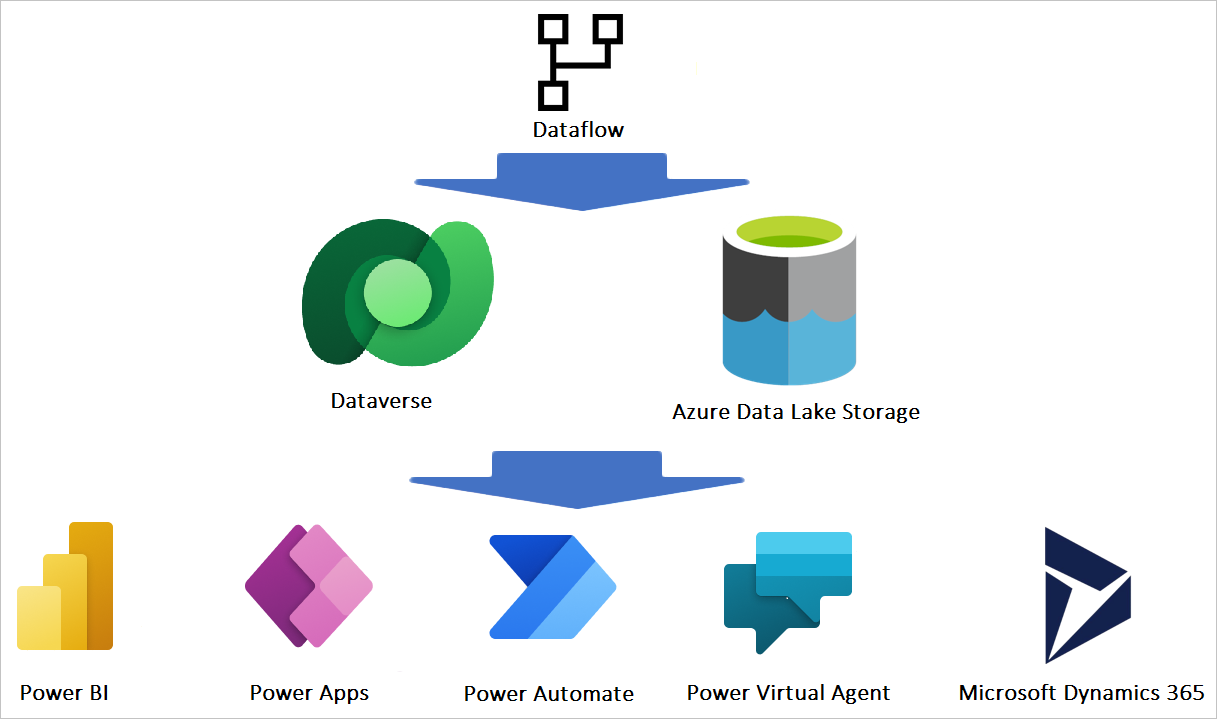 Dataflow
Dataverse
Azure Data Lake Storage
Power BI
Power Apps
Power Automate
Power Virtual Agent
Microsoft Dynamics 365